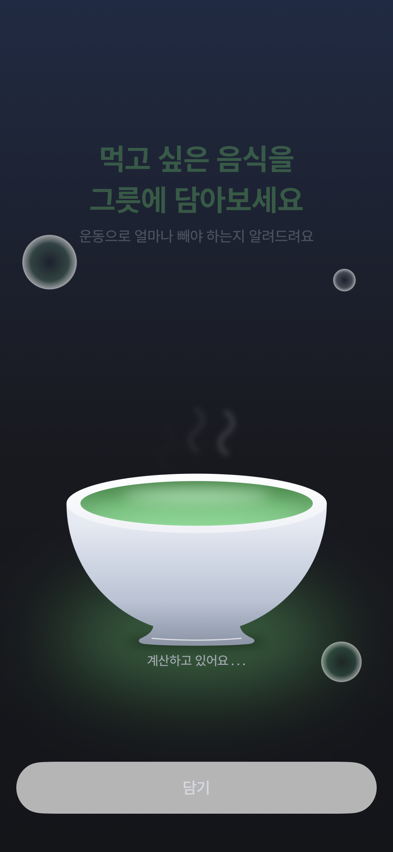 먹고 싶은 음식을
그릇에 담아보세요
운동으로 얼마나 빼야 하는지 알려드려요
계산하고 있어요 . . .
담기